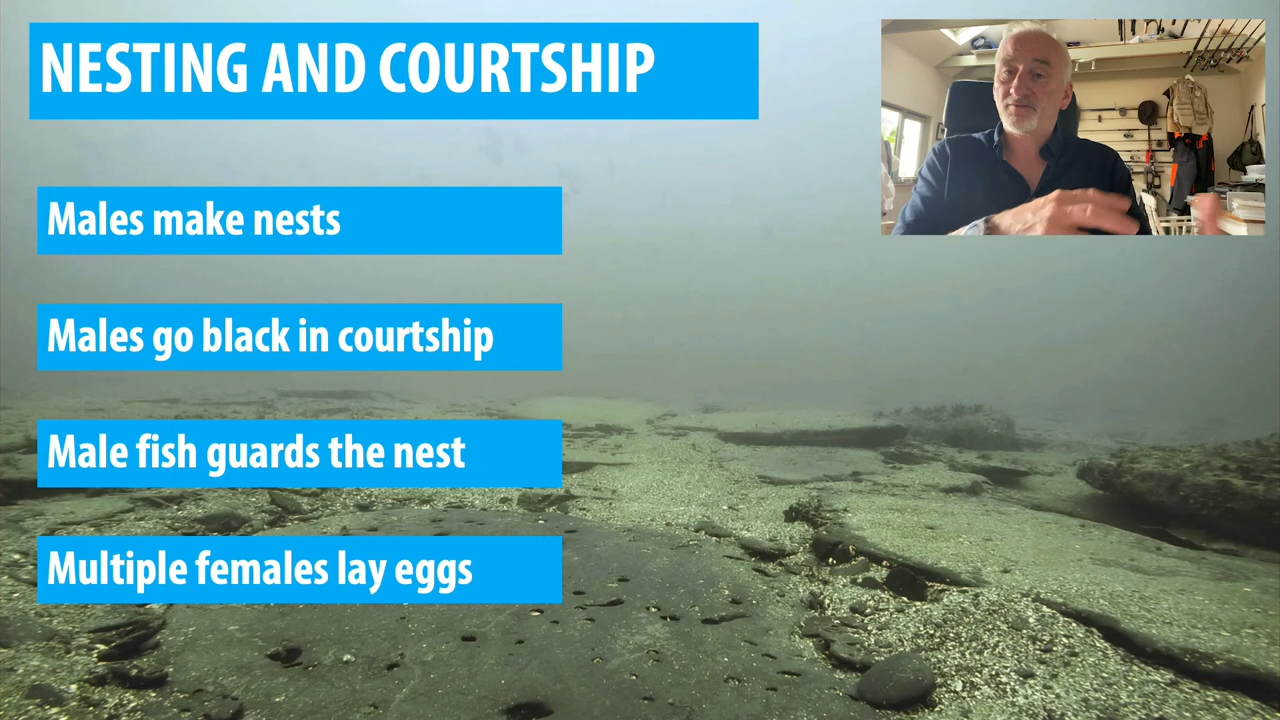 NESTING AND COURTSHIP
Males make nests
Males go black in courtship
Male fish guards the nest
Multiple females lay eggs